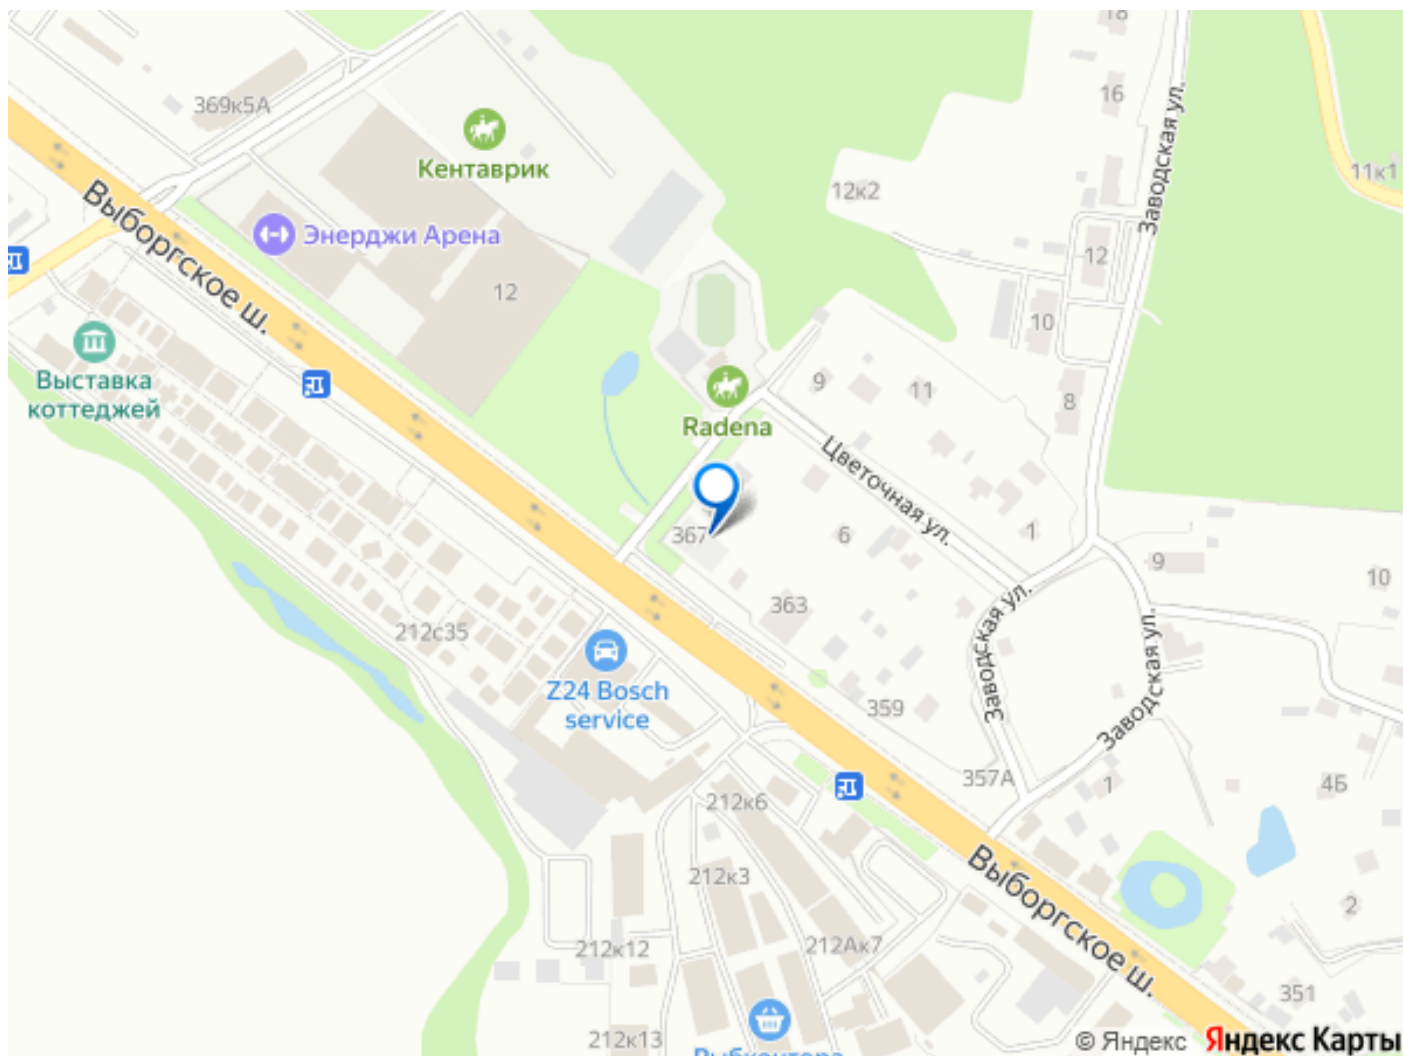 18
369к5А
16
Кентаврик
11к1
12к2
Заводская ул.
Выборгское ш.
Энерджи Арена
12
12
10
Выставка
коттеджей
9
11
8
Radena
Цветочная ул.
367
6
1
9
10
363
Заводская ул.
Заводская ул.
212с35
Z24 Bosch
service
359
357А
1
4Б
212к6
Выборгское ш.
212к3
2
212к12
212Ак7
351
212к13
Рыбконтора
© Яндекс Яндекс Карты